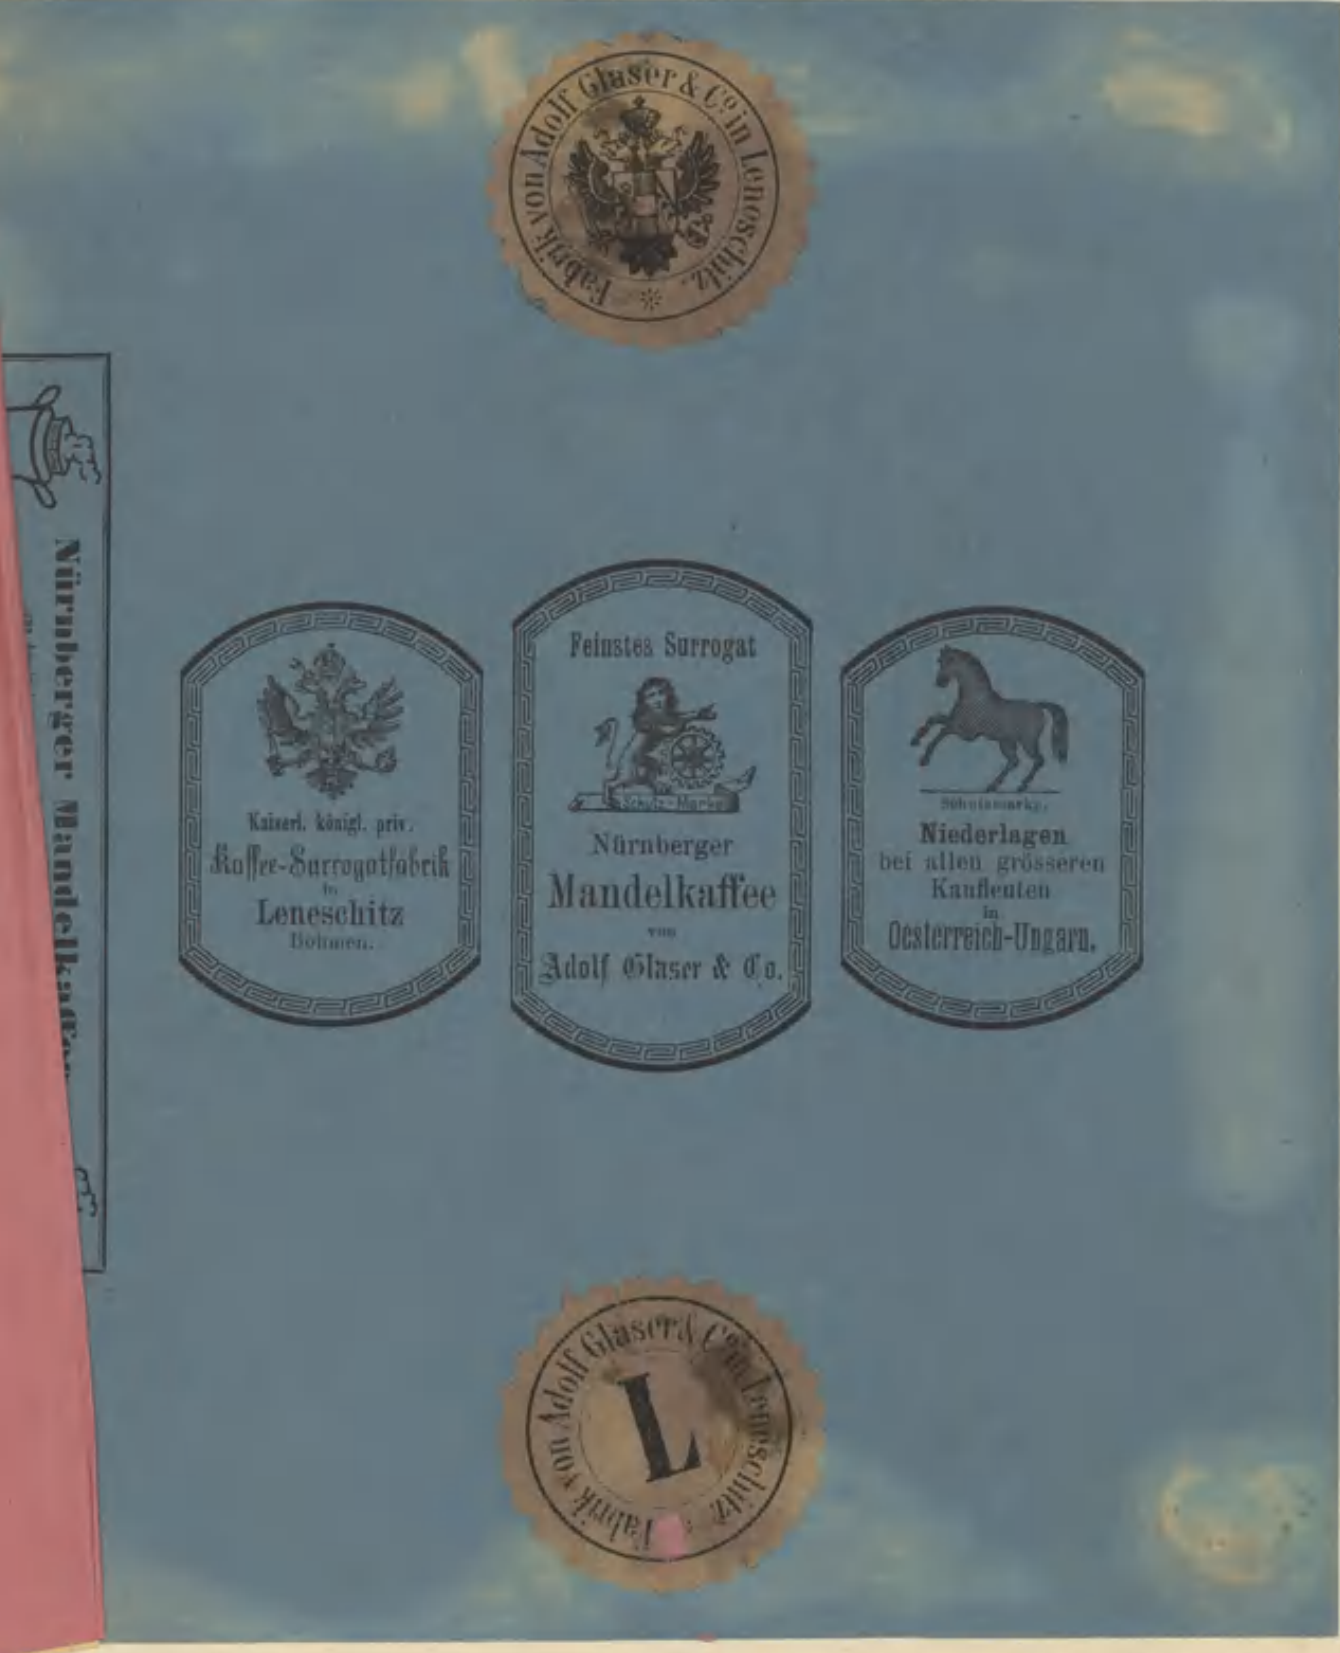 Fabrik von Adolf Glaser & Co in Leneschitz.
Nürnberger Mandelkaffee
Kaiserl. königl. priv.
Kaffee-Surrogatfabrik
in
Leneschitz
Böhmen.
Feinstes Surrogat
Schutz-Marke
Nürnberger
Mandelkaffee
von
Adolf Glaser & Co.
Schutzmarke.
Niederlagen
bei allen grösseren
Kaufleuten
in
Oesterreich-Ungarn.
Fabrik von Adolf Glaser & Co in Leneschitz
L